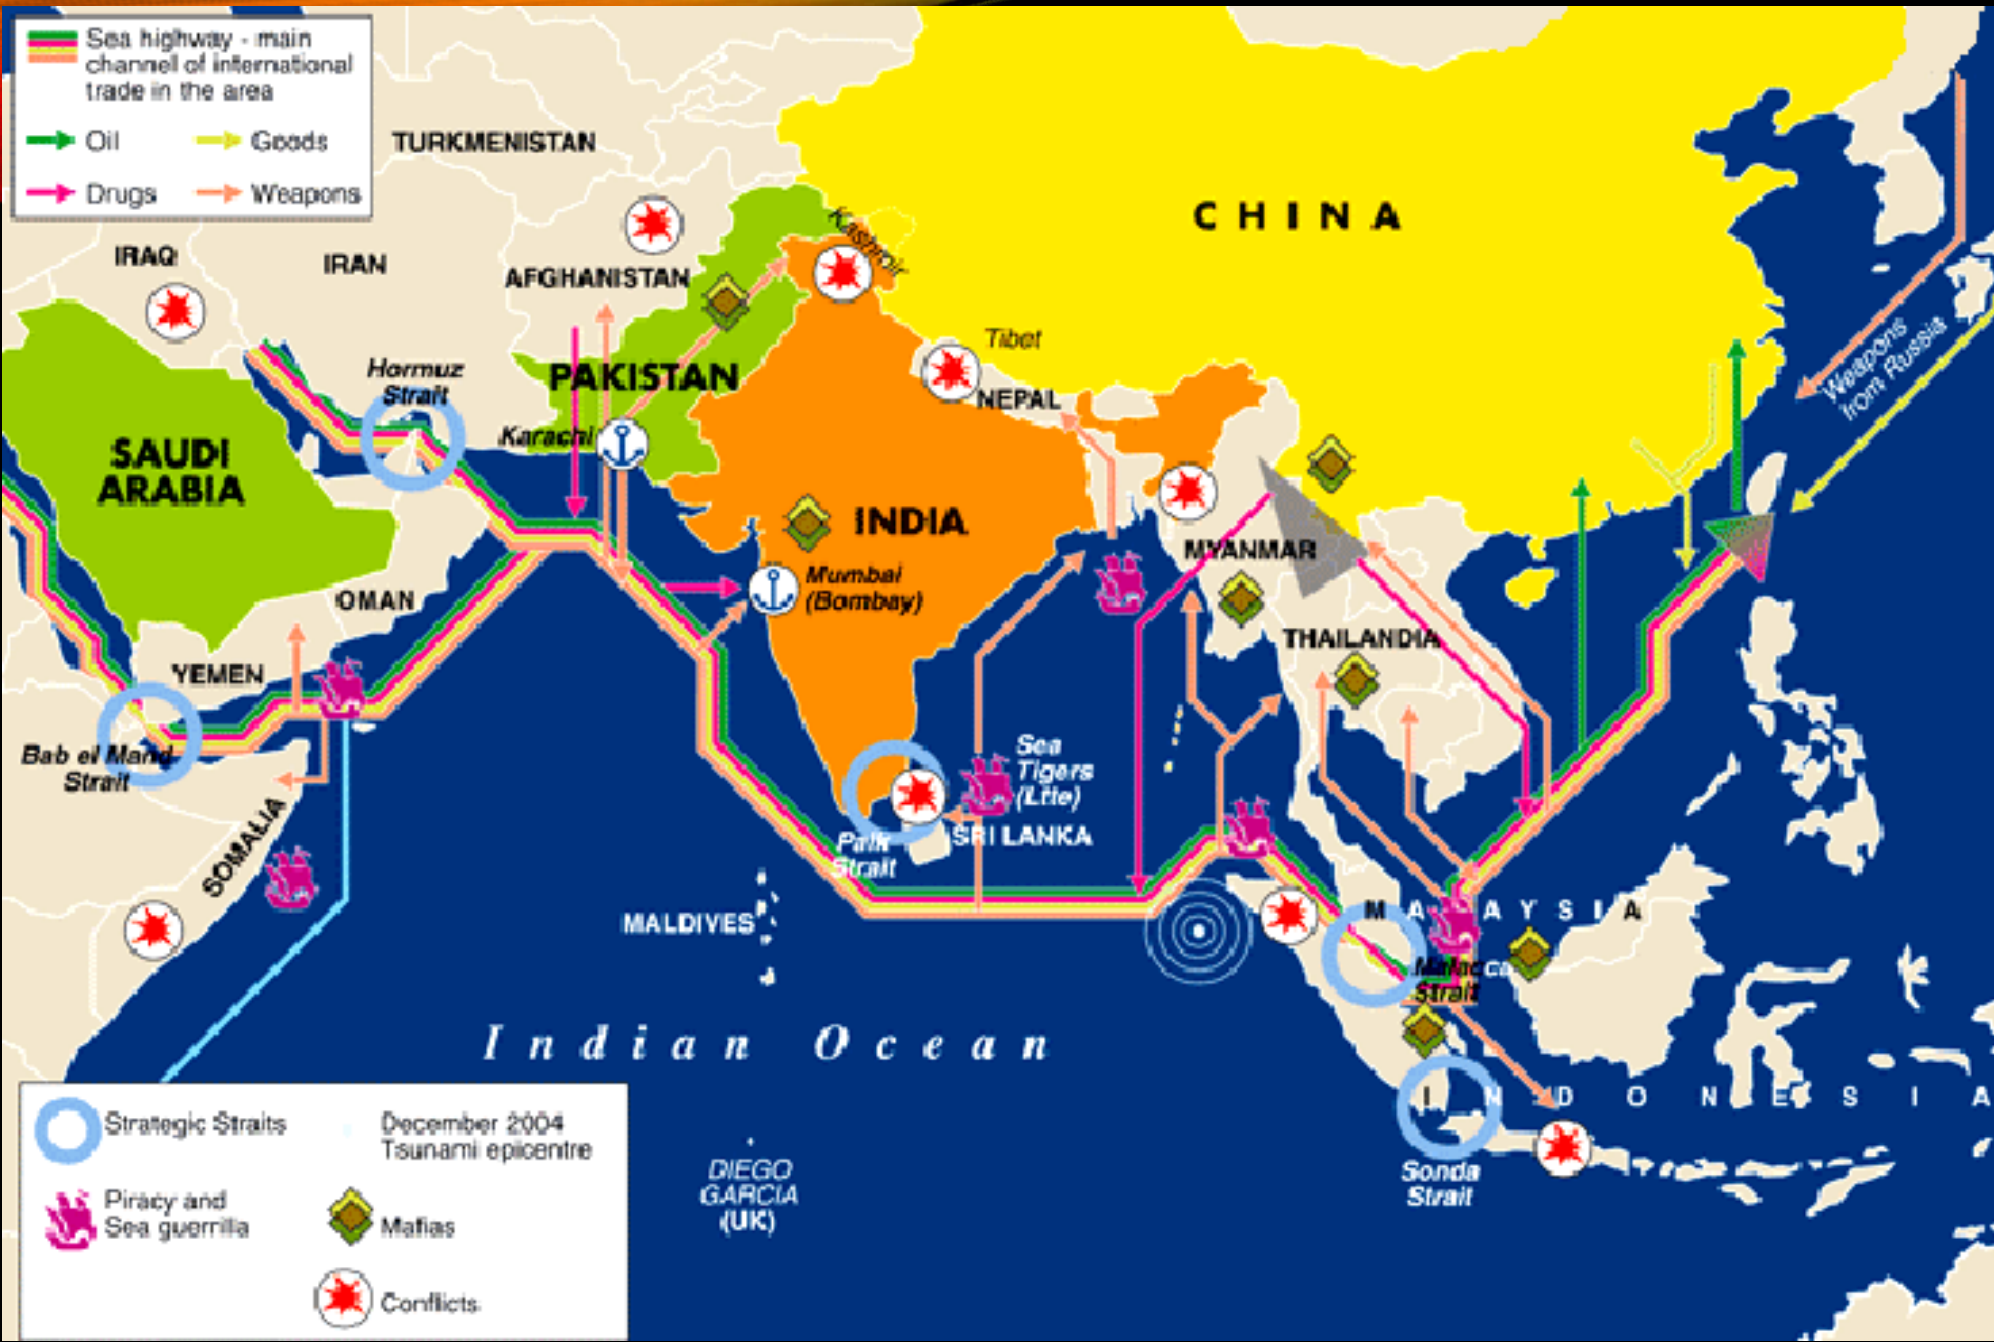 Sea highway - main
channel of international
trade in the area
Oil
Goods
Drugs
Weapons
TURKMENISTAN
CHINA
IRAQ
IRAN
AFGHANISTAN
Kashmir
Tibet
NEPAL
Weapons
from Russia
Hormuz
Strait
PAKISTAN
Karachi
SAUDI
ARABIA
INDIA
Mumbai
(Bombay)
MYANMAR
OMAN
THAILANDIA
YEMEN
Bab el Mand
Strait
SOMALIA
Sea
Tigers
(Ltte)
SRI LANKA
Palk
Strait
MALDIVES
MALAYSIA
Malacca
Strait
Indian Ocean
INDONESIA
Sonda
Strait
DIEGO
GARCIA
(UK)
Strategic Straits
December 2004
Tsunami epicentre
Piracy and
Sea guerrilla
Mafias
Conflicts